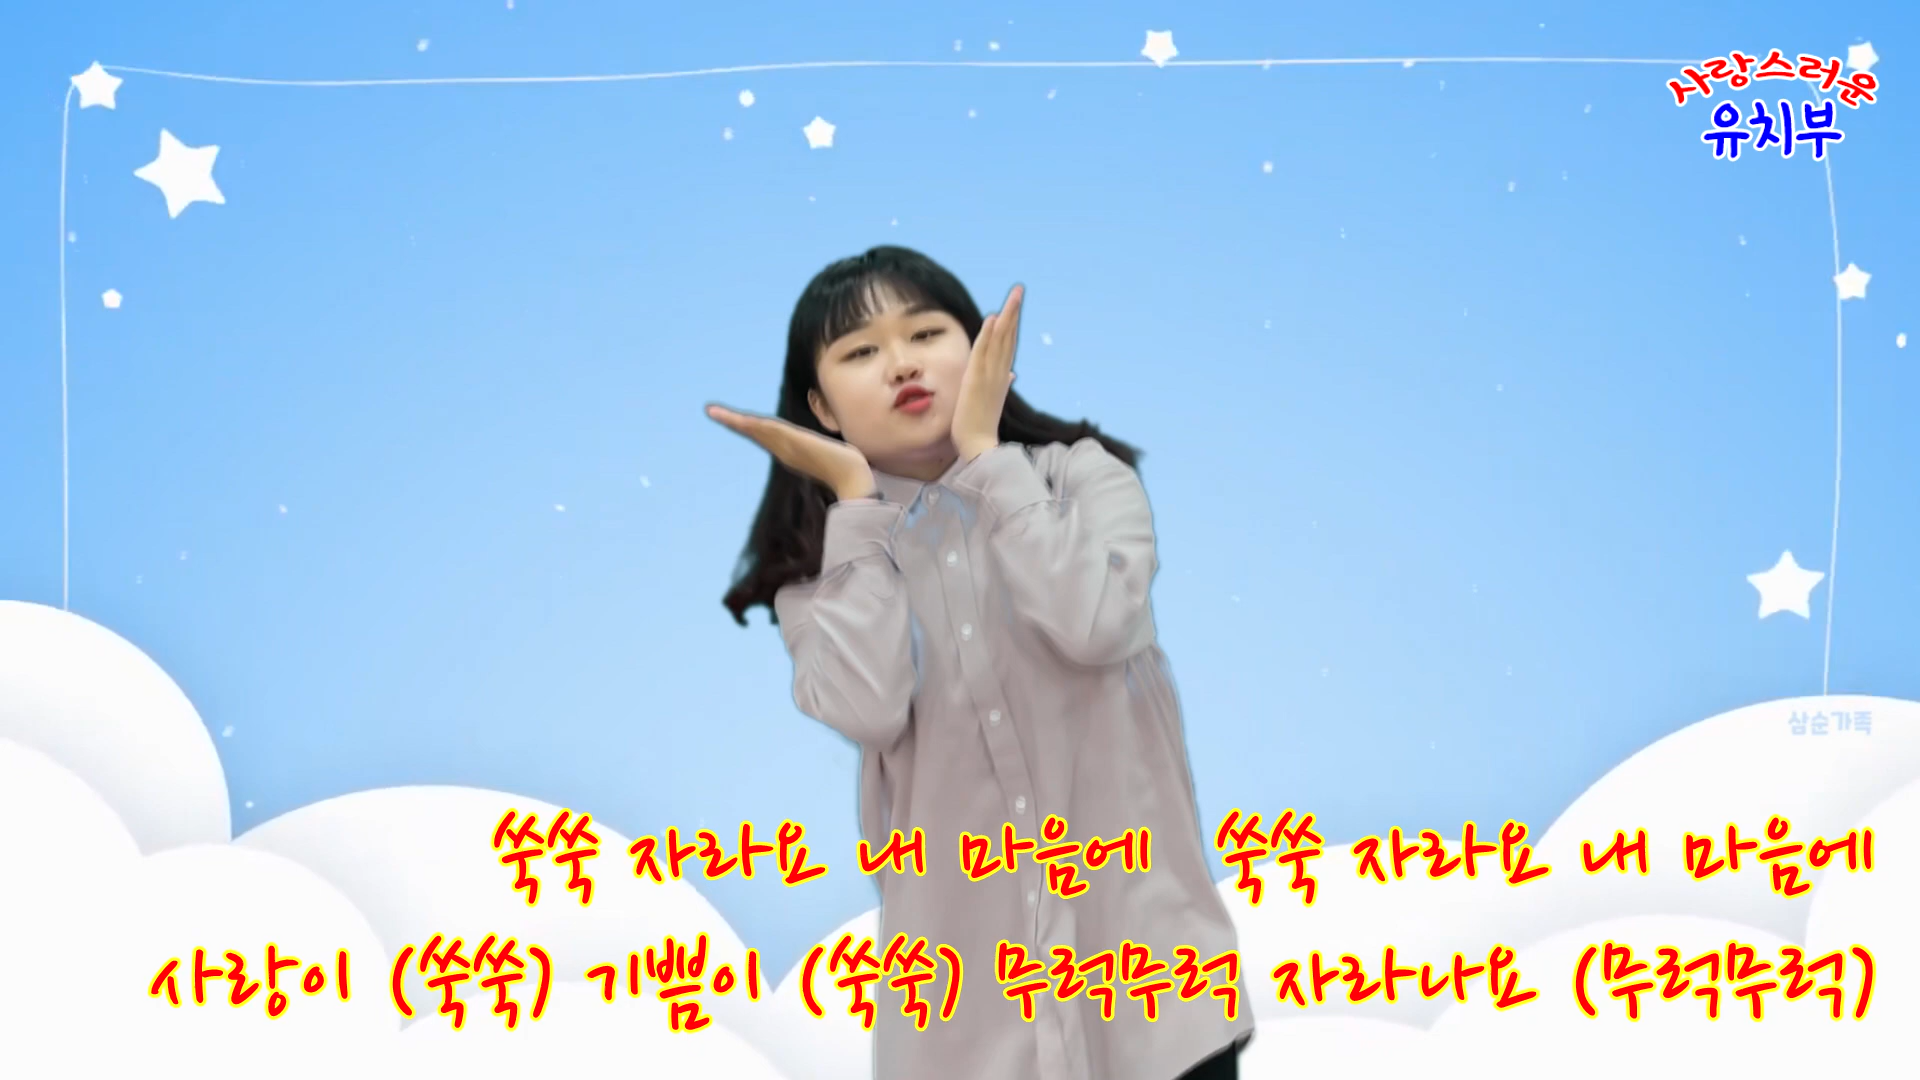 사랑스러운
유치부
삼순가족
쑥쑥 자라요 내 마음에 쑥쑥 자라요 내 마음에
사랑이 (쑥쑥) 기쁨이 (쑥쑥) 무럭무럭 자라나요 (무럭무럭)